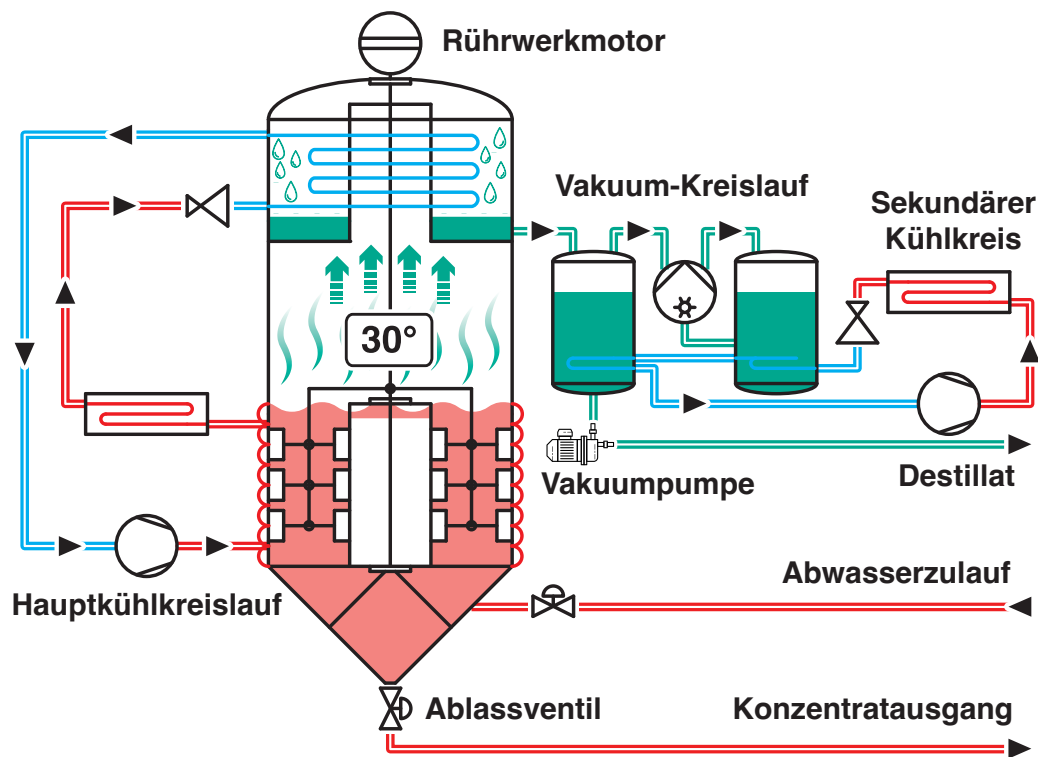 Rührwerkmotor
Vakuum-Kreislauf
Sekundärer
Kühlkreis
30°
Vakuumpumpe
Destillat
Hauptkühlkreislauf
Abwasserzulauf
Ablassventil
Konzentratausgang